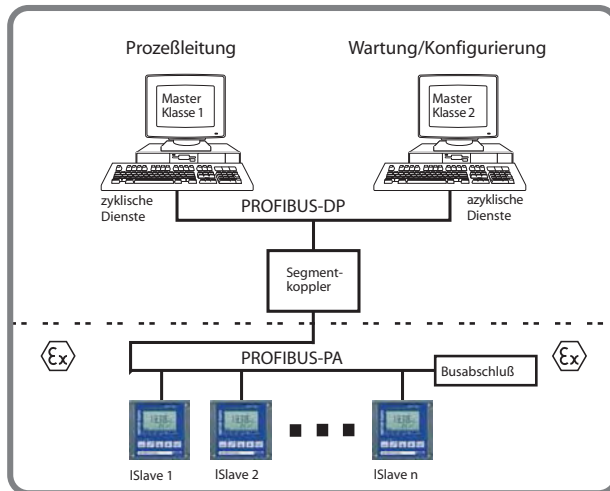 Prozeßleitung
Wartung/Konfigurierung
Master
Klasse 1
Master
Klasse 2
zyklische
Dienste
PROFIBUS-DP
azyklische
Dienste
Segment-
koppler
Ex
PROFIBUS-PA
Busabschluß
Ex
ISlave 1
ISlave 2
ISlave n